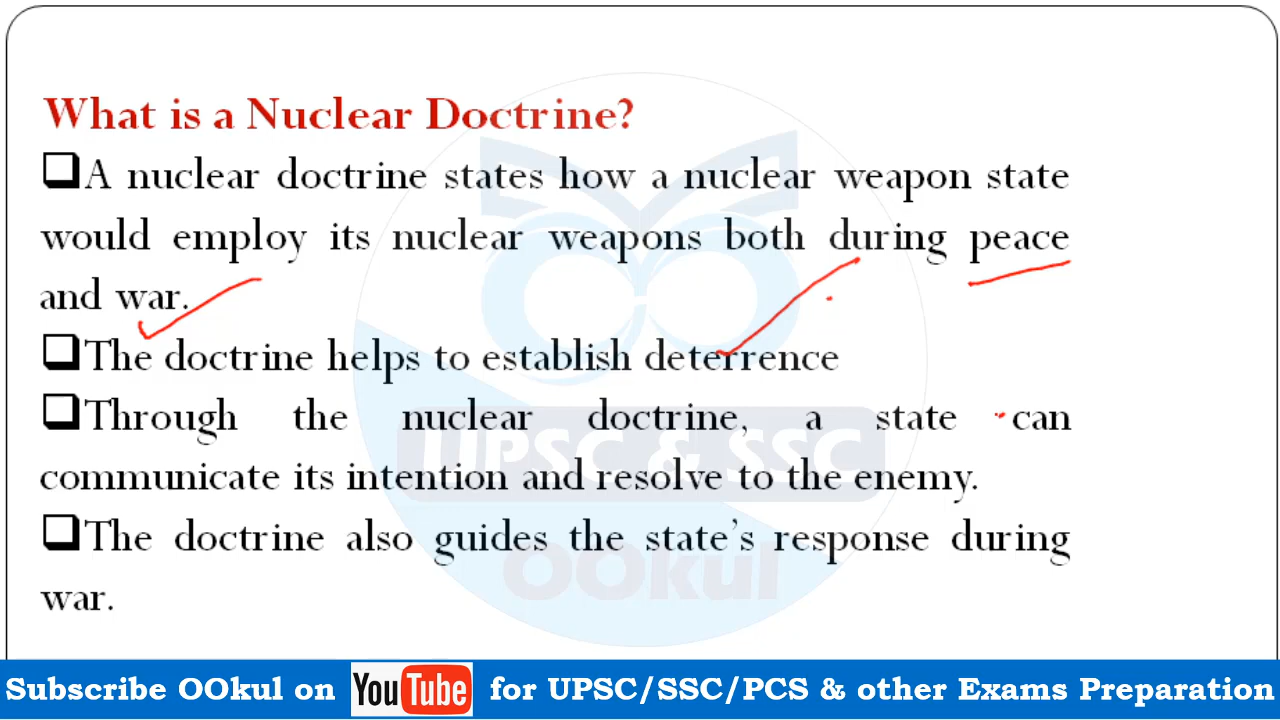 What is a Nuclear Doctrine?
❑A nuclear doctrine states how a nuclear weapon state
would employ its nuclear weapons both during peace
and war.
❑The doctrine helps to establish deterrence
❑Through the nuclear doctrine, a state can
communicate its intention and resolve to the enemy.
❑The doctrine also guides the state’s response during
war.
UPSC & SSC
OOkul
Subscribe OOkul on YouTube for UPSC/SSC/PCS & other Exams Preparation